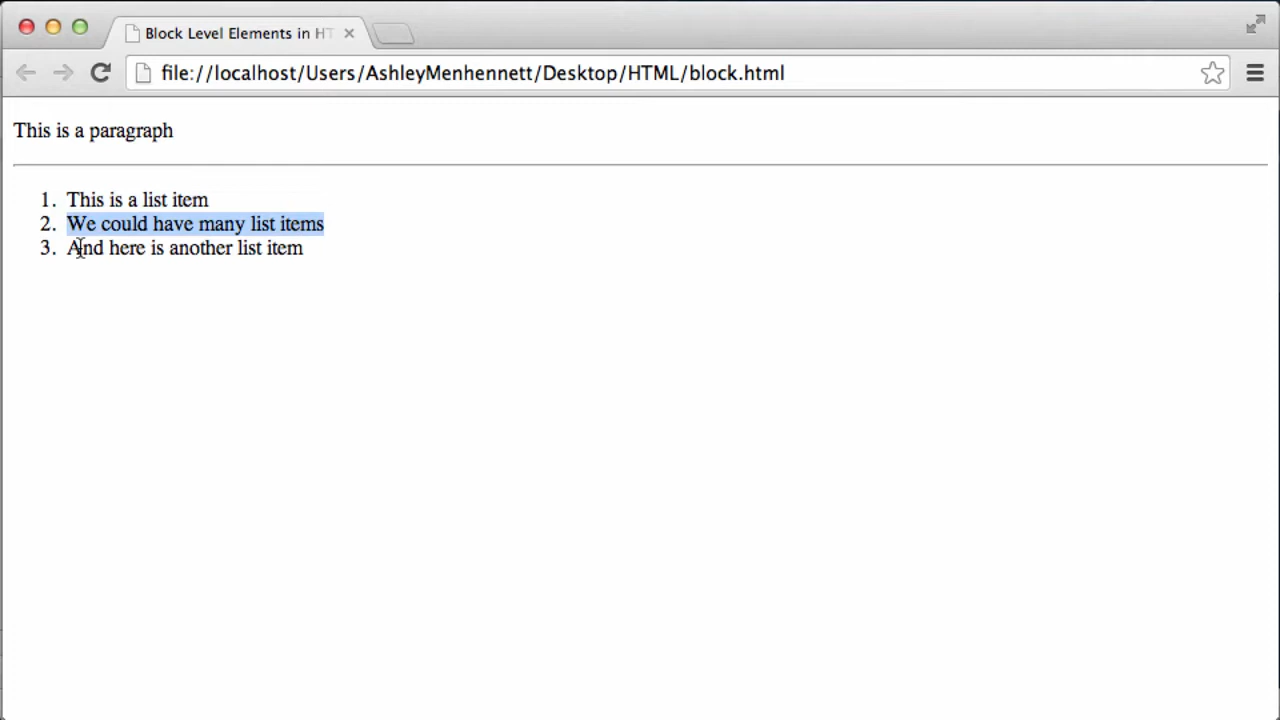 Block Level Elements in HT
file://localhost/Users/AshleyMenhennett/Desktop/HTML/block.html
This is a paragraph
1. This is a list item
2. We could have many list items
3. And here is another list item